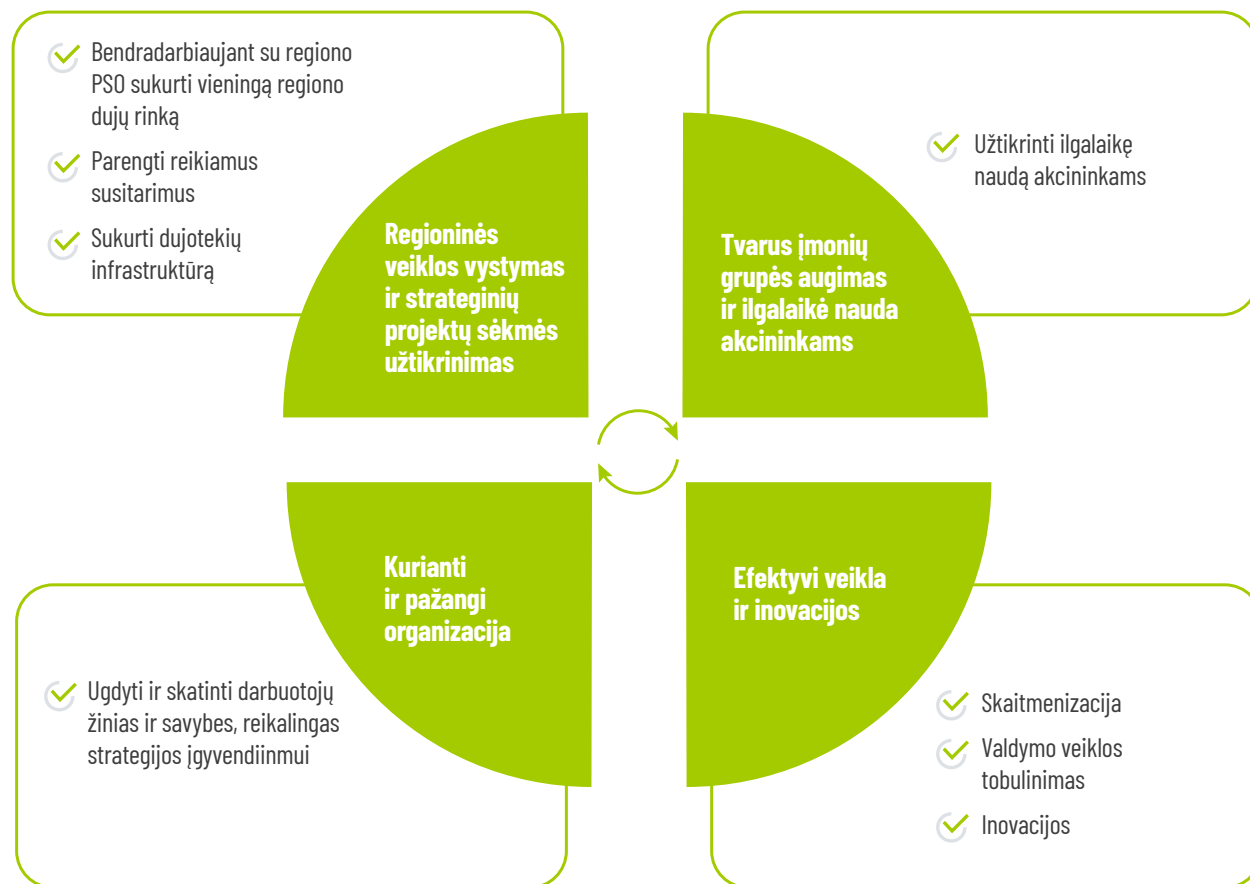 Bendradarbiaujant su regiono
PSO sukurti vieningą regiono
dujų rinką
Parengti reikiamus
susitarimus
Sukurti dujotekių
infrastruktūrą
Regioninės
veiklos vystymas
ir strateginių
projektų sėkmės
užtikrinimas
Tvarus įmonių
grupės augimas
ir ilgalaikė nauda
akcininkams
Užtikrinti ilgalaikę
naudą akcininkams
Kurianti
ir pažangi
organizacija
Ugdyti ir skatinti darbuotojų
žinias ir savybes, reikalingas
strategijos įgyvendiinmui
Efektyvi veikla
ir inovacijos
Skaitmenizacija
Valdymo veiklos
tobulinimas
Inovacijos